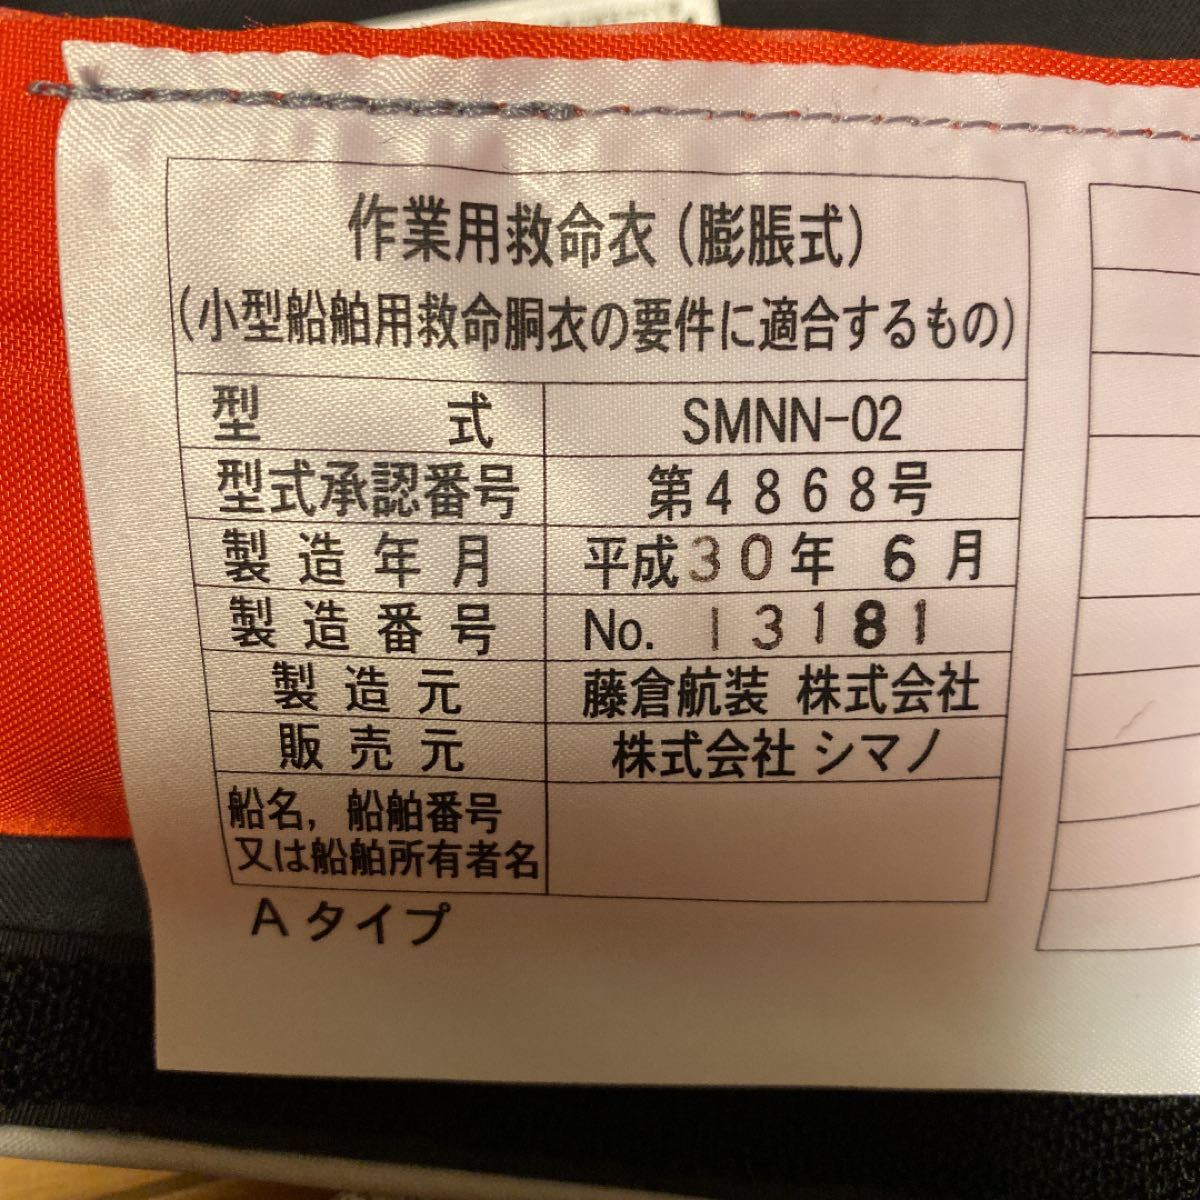 作業用救命衣(膨脹式)
(小型船舶用救命胴衣の要件に適合するもの)
型式 SMNN-02
型式承認番号 第4868号
製造年月 平成30年 6月
製造番号 No. 13181
製造元 藤倉航装 株式会社
販売元 株式会社 シマノ
船名, 船舶番号
又は船舶所有者名
Aタイプ